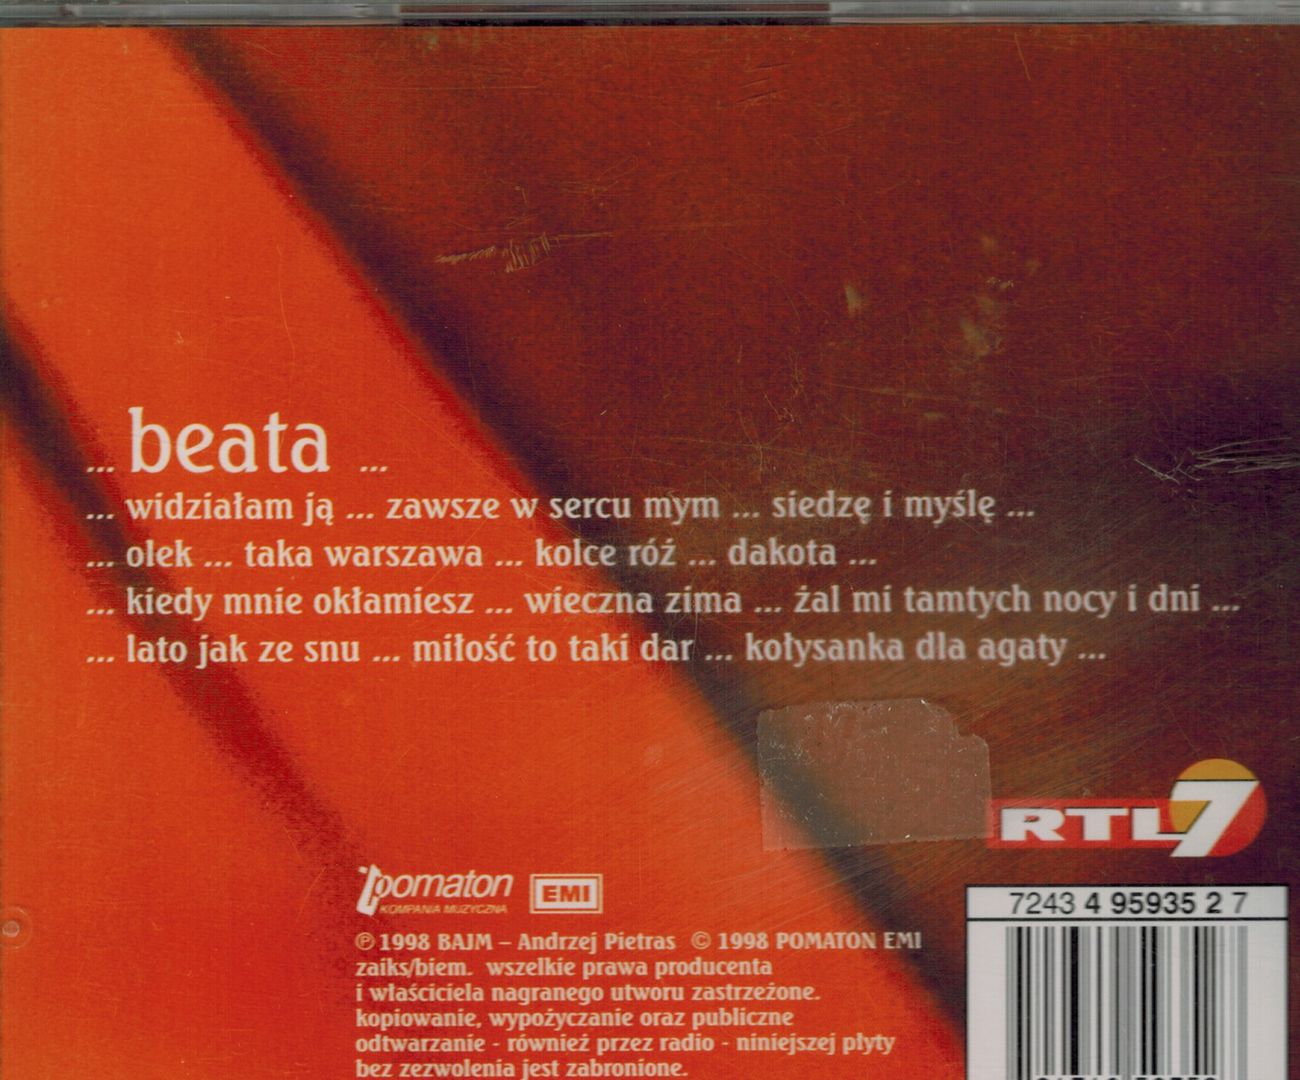 ... beata ...
... widziałam ją ... zawsze w sercu mym ... siedzę i myślę ...
... olek ... taka warszawa ... kolce róż ... dakota ...
... kiedy mnie okłamiesz ... wieczna zima ... żal mi tamtych nocy i dni ...
... lato jak ze snu ... miłość to taki dar ... kołysanka dla agaty ...
RTL7
pomaton EMI
KOMPANIA MUZYCZNA
7243 4 95935 2 7
℗ 1998 BAJM – Andrzej Pietras © 1998 POMATON EMI
zaiks/biem. wszelkie prawa producenta
i właściciela nagranego utworu zastrzeżone.
kopiowanie, wypożyczanie oraz publiczne
odtwarzanie - również przez radio - niniejszej płyty
bez zezwolenia jest zabronione.